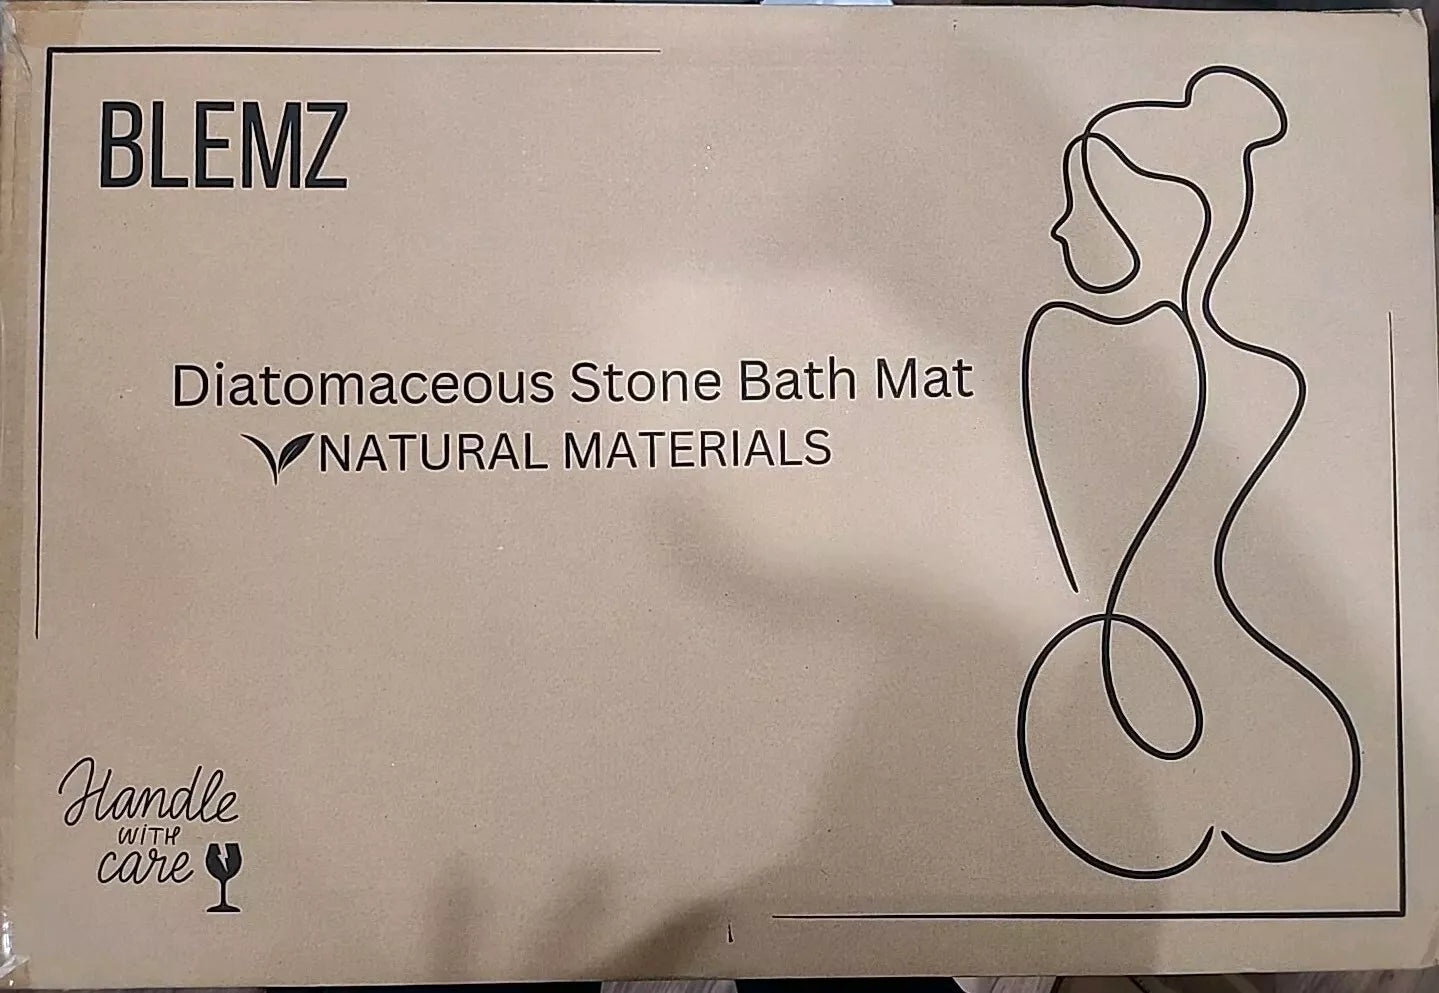 BLEMZ
Diatomaceous Stone Bath Mat
NATURAL MATERIALS
Handle
WITH
care